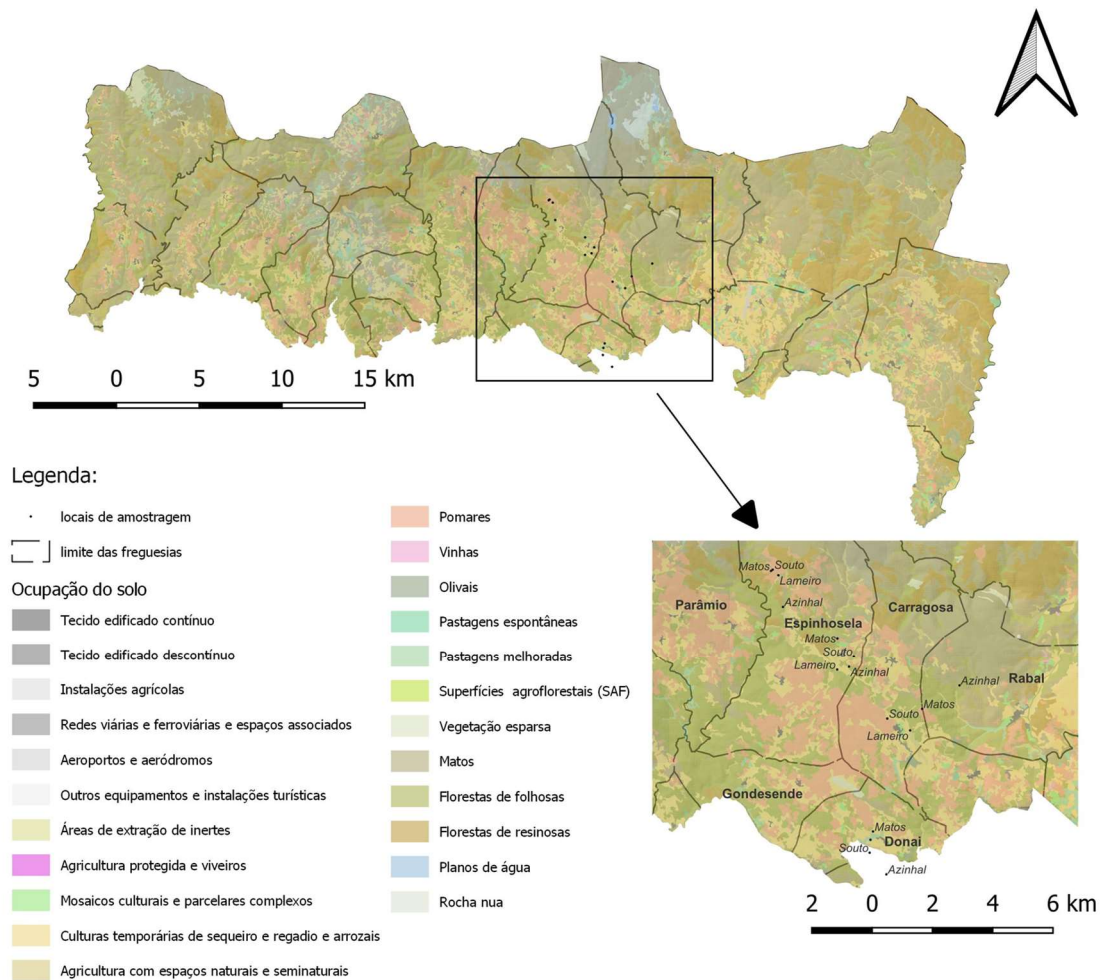 5 0 5 10 15 km
Legenda:
locais de amostragem
limite das freguesias
Ocupação do solo
Tecido edificado contínuo
Tecido edificado descontínuo
Instalações agrícolas
Redes viárias e ferroviárias e espaços associados
Aeroportos e aeródromos
Outros equipamentos e instalações turísticas
Áreas de extração de inertes
Agricultura protegida e viveiros
Mosaicos culturais e parcelares complexos
Culturas temporárias de sequeiro e regadio e arrozais
Agricultura com espaços naturais e seminaturais
Pomares
Vinhas
Olivais
Pastagens espontâneas
Pastagens melhoradas
Superfícies agroflorestais (SAF)
Vegetação esparsa
Matos
Florestas de folhosas
Florestas de resinosas
Planos de água
Rocha nua
Matos Souto
Lameiro
Parâmio
Azinhal
Carragosa
Espinhosela
Matos
Souto
Lameiro
Azinhal
Azinhal
Rabal
Matos
Souto
Lameiro
Gondesende
Matos
Donai
Souto
Azinhal
2 0 2 4 6 km